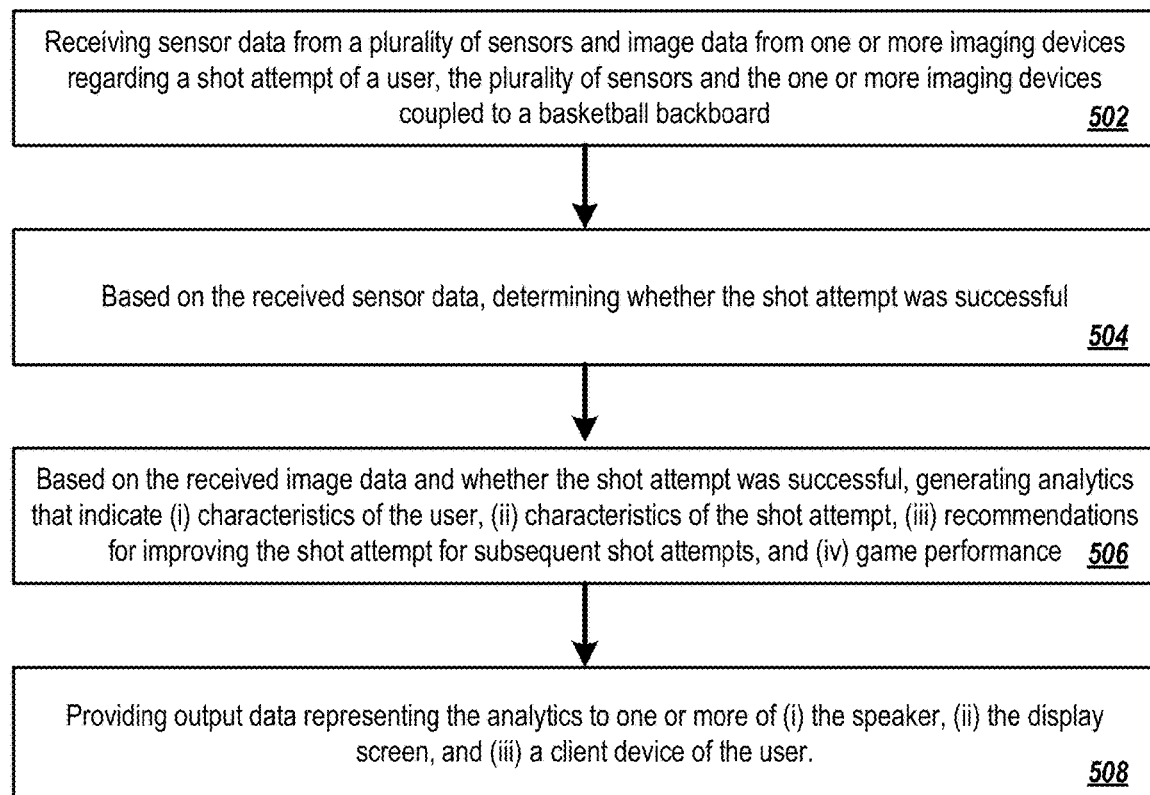 Receiving sensor data from a plurality of sensors and image data from one or more imaging devices
regarding a shot attempt of a user, the plurality of sensors and the one or more imaging devices
coupled to a basketball backboard 502
Based on the received sensor data, determining whether the shot attempt was successful
504
Based on the received image data and whether the shot attempt was successful, generating analytics
that indicate (i) characteristics of the user, (ii) characteristics of the shot attempt, (iii) recommendations
for improving the shot attempt for subsequent shot attempts, and (iv) game performance 506
Providing output data representing the analytics to one or more of (i) the speaker, (ii) the display
screen, and (iii) a client device of the user.
508